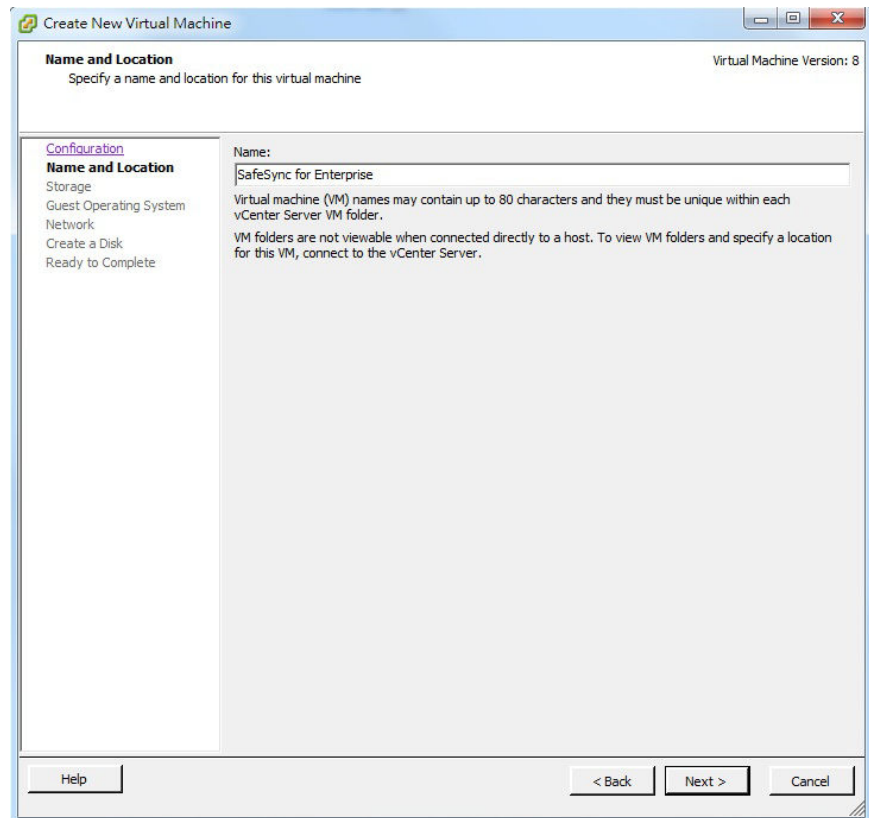 Create New Virtual Machine
Name and Location
Specify a name and location for this virtual machine
Virtual Machine Version: 8
Configuration
Name and Location
Storage
Guest Operating System
Network
Create a Disk
Ready to Complete
Name:
SafeSync for Enterprise
Virtual machine (VM) names may contain up to 80 characters and they must be unique within each
vCenter Server VM folder.
VM folders are not viewable when connected directly to a host. To view VM folders and specify a location
for this VM, connect to the vCenter Server.
Help
< Back
Next >
Cancel